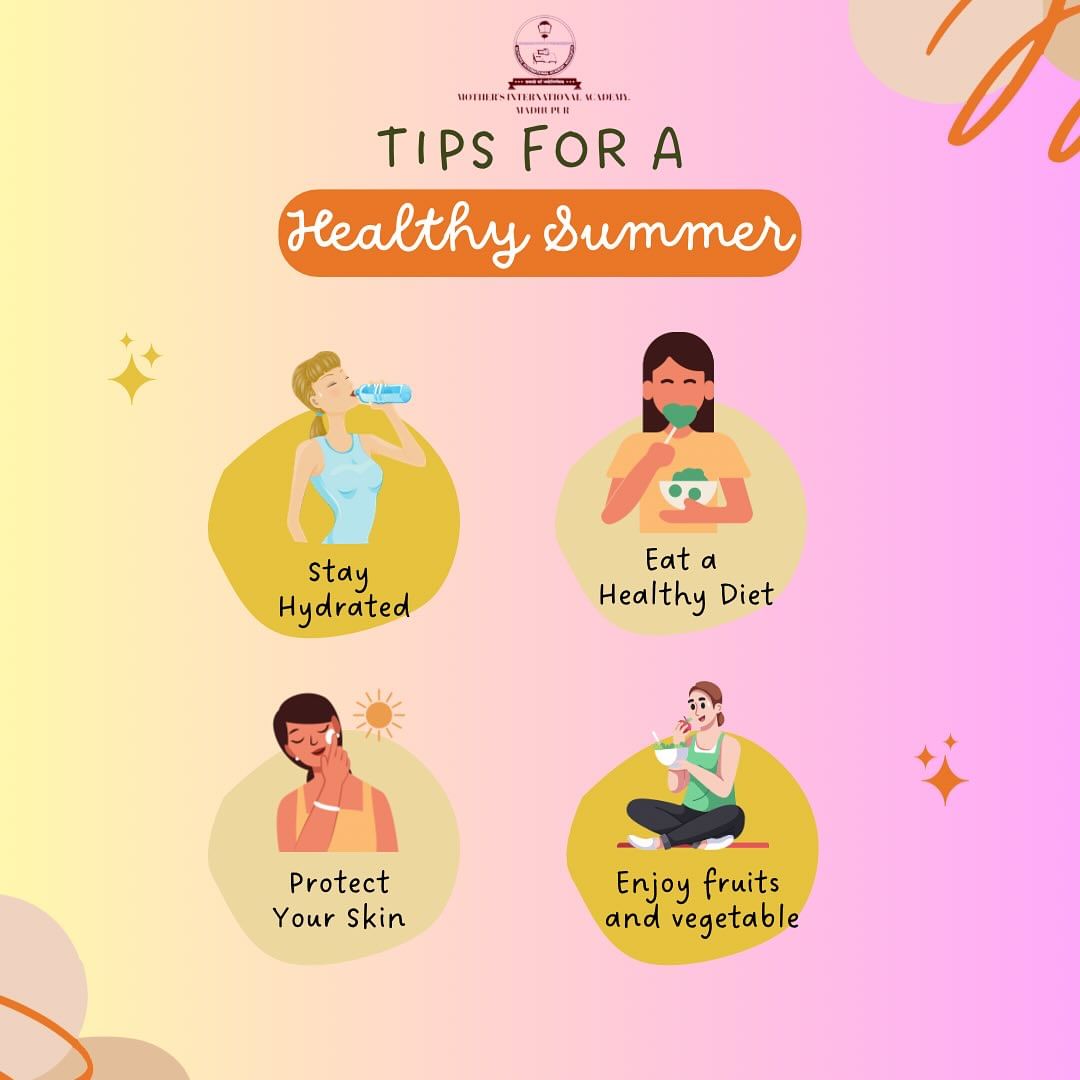 MOTHER'S INTERNATIONAL ACADEMY,
MADHUPUR
TIPS FOR A
Healthy Summer
Stay
Hydrated
Eat a
Healthy Diet
Protect
Your Skin
Enjoy fruits
and vegetable